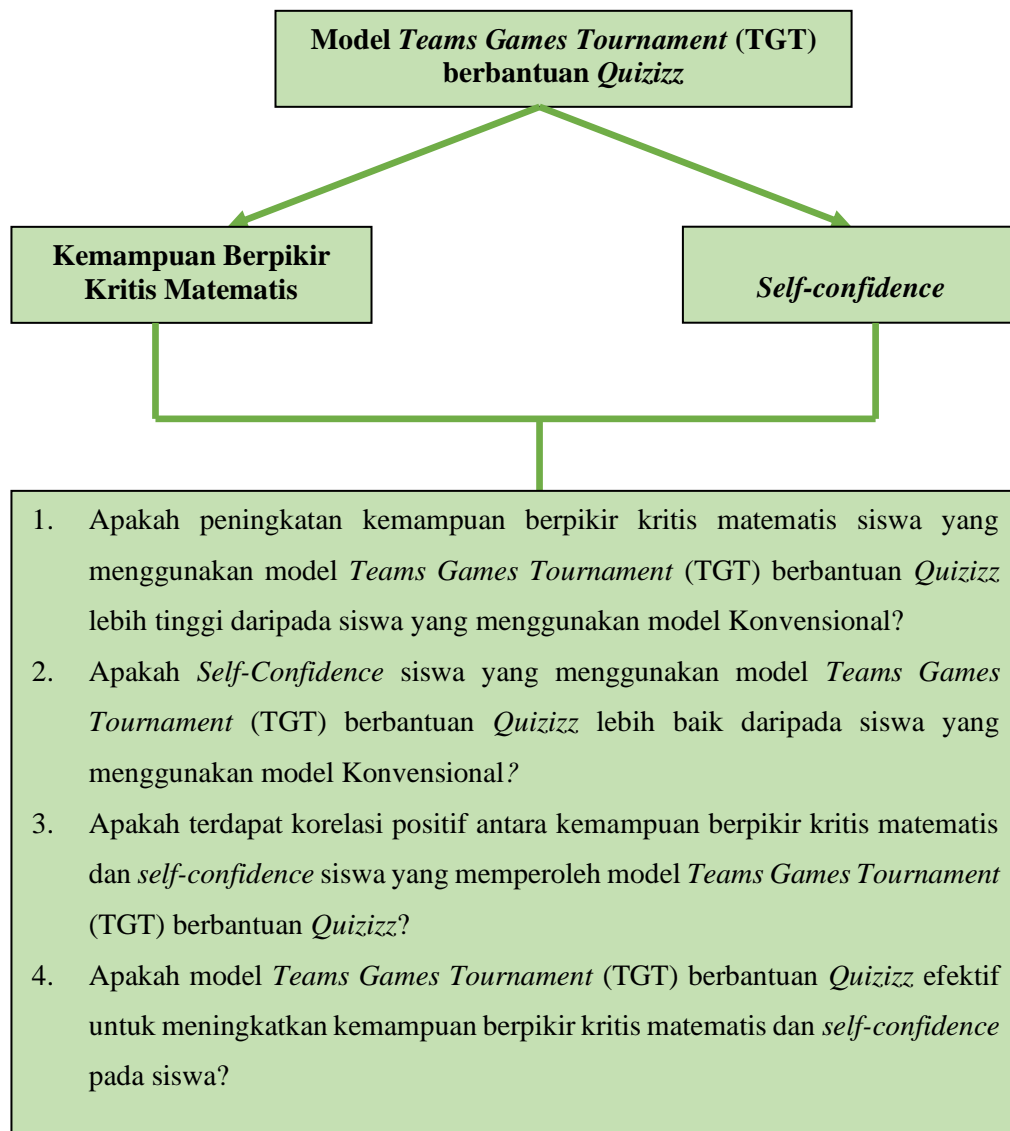 Model Teams Games Tournament (TGT)
berbantuan Quizizz
Kemampuan Berpikir
Kritis Matematis
Self-confidence
1. Apakah peningkatan kemampuan berpikir kritis matematis siswa yang
menggunakan model Teams Games Tournament (TGT) berbantuan Quizizz
lebih tinggi daripada siswa yang menggunakan model Konvensional?
2. Apakah Self-Confidence siswa yang menggunakan model Teams Games
Tournament (TGT) berbantuan Quizizz lebih baik daripada siswa yang
menggunakan model Konvensional?
3. Apakah terdapat korelasi positif antara kemampuan berpikir kritis matematis
dan self-confidence siswa yang memperoleh model Teams Games Tournament
(TGT) berbantuan Quizizz?
4. Apakah model Teams Games Tournament (TGT) berbantuan Quizizz efektif
untuk meningkatkan kemampuan berpikir kritis matematis dan self-confidence
pada siswa?